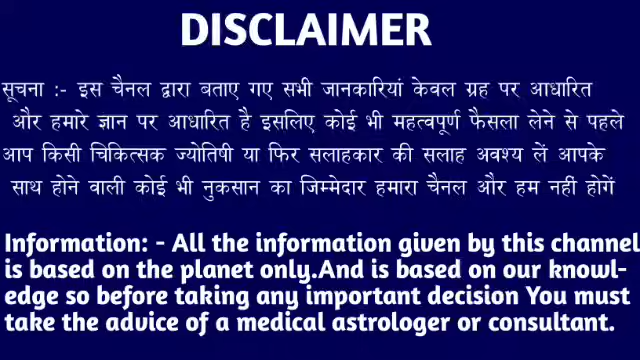 DISCLAIMER
सूचना :- इस चैनल द्वारा बताए गए सभी जानकारियां केवल ग्रह पर आधारित
और हमारे ज्ञान पर आधारित है इसलिए कोई भी महत्वपूर्ण फैसला लेने से पहले
आप किसी चिकित्सक ज्योतिषी या फिर सलाहकार की सलाह अवश्य लें आपके
साथ होने वाली कोई भी नुकसान का जिम्मेदार हमारा चैनल और हम नहीं होगें
Information: - All the information given by this channel
is based on the planet only.And is based on our knowl-
edge so before taking any important decision You must
take the advice of a medical astrologer or consultant.